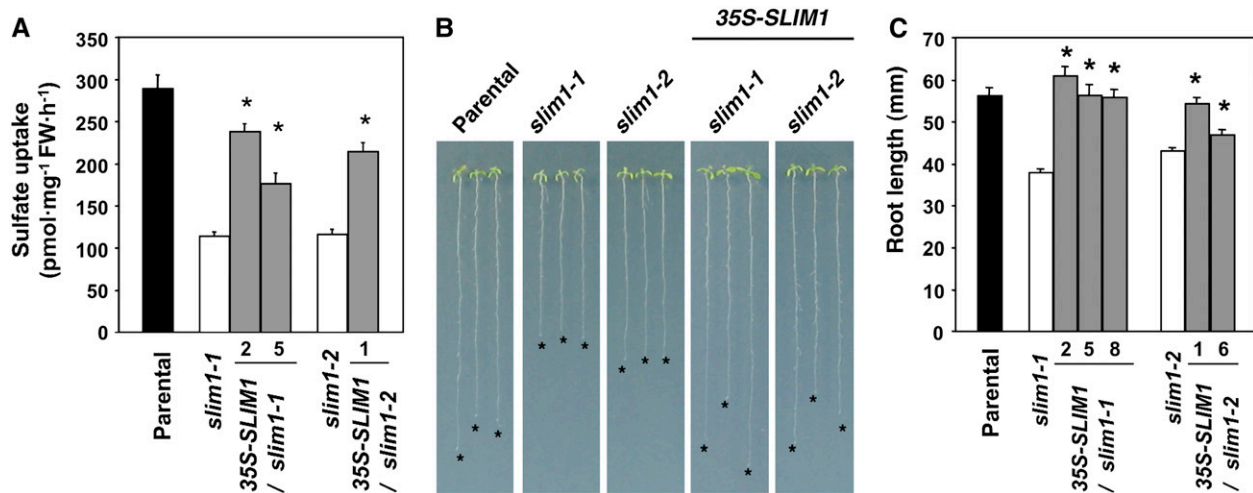 A
Sulfate uptake
(pmol·mg⁻¹ FW·h⁻¹)
350
300
250
200
150
100
50
0
*
*
*
2
5
1
Parental
slim1-1
35S-SLIM1
/ slim1-1
slim1-2
35S-SLIM1
/ slim1-2
B
35S-SLIM1
Parental
slim1-1
slim1-2
slim1-1
slim1-2
* * *
* * *
* * *
* * *
* * *
C
Root length (mm)
70
60
50
40
30
20
10
0
*
*
*
*
*
2
5
8
1
6
Parental
slim1-1
35S-SLIM1
/ slim1-1
slim1-2
35S-SLIM1
/ slim1-2